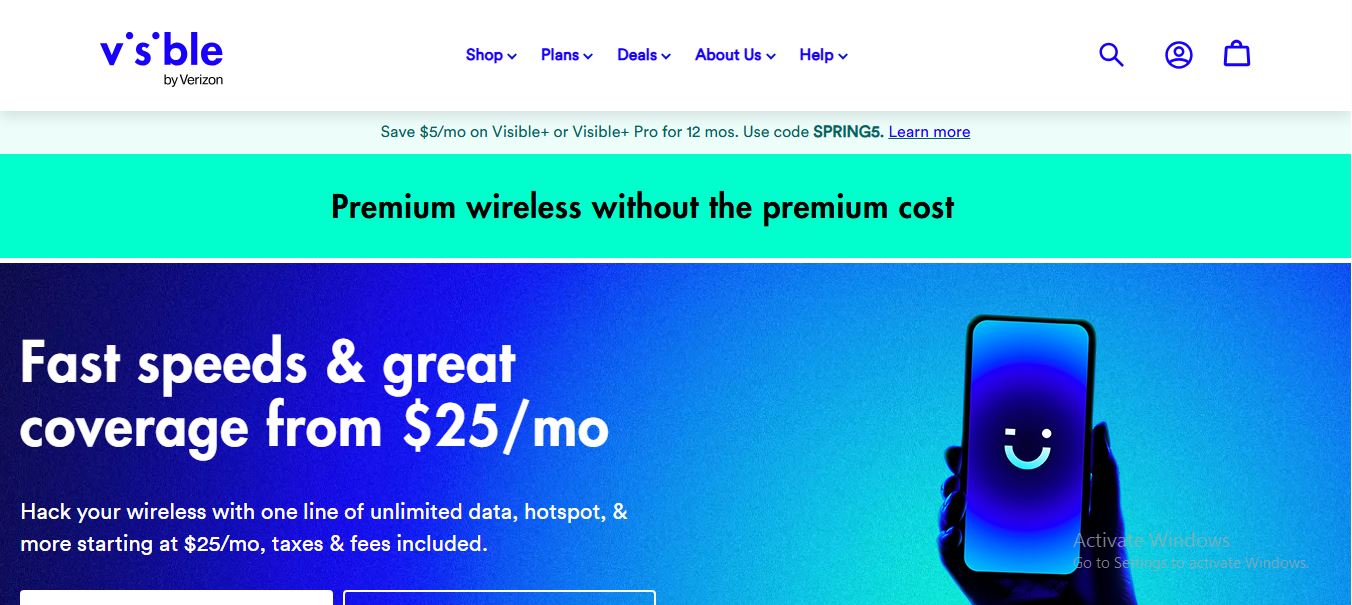 visible
by Verizon
Shop
Plans
Deals
About Us
Help
Save $5/mo on Visible+ or Visible+ Pro for 12 mos. Use code SPRING5. Learn more
Premium wireless without the premium cost
Fast speeds & great
coverage from $25/mo
Hack your wireless with one line of unlimited data, hotspot, &
more starting at $25/mo, taxes & fees included.
Activate Windows
Go to Settings to activate Windows.